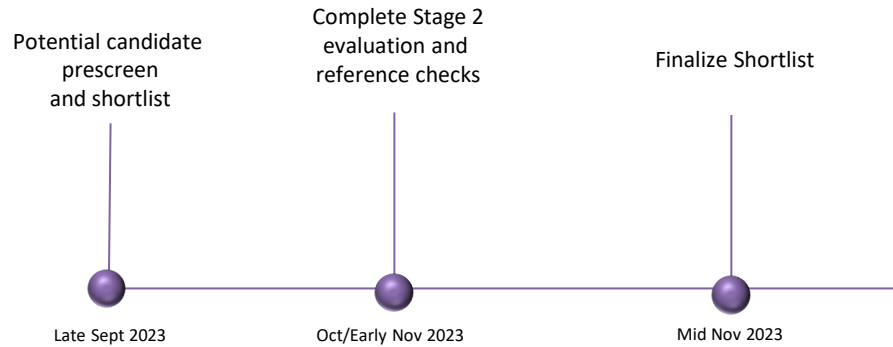 Potential candidate
prescreen
and shortlist
Complete Stage 2
evaluation and
reference checks
Finalize Shortlist
Late Sept 2023
Oct/Early Nov 2023
Mid Nov 2023